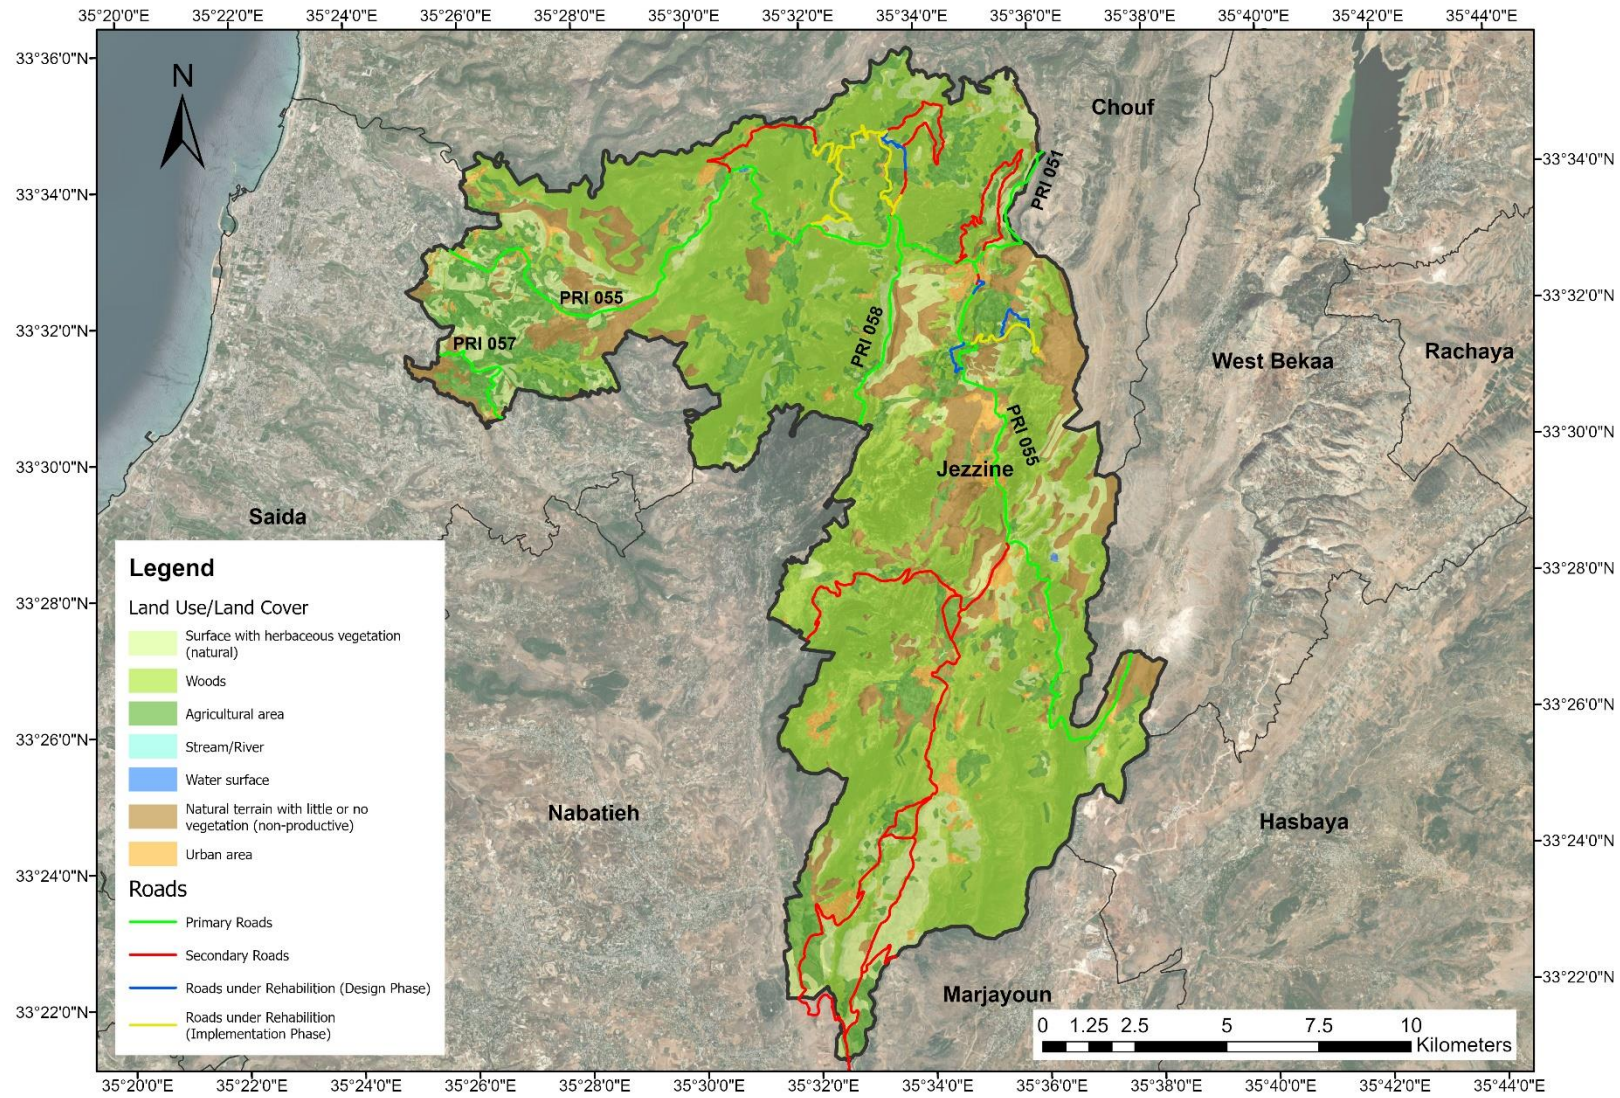 35°20'0"E 35°22'0"E 35°24'0"E 35°26'0"E 35°28'0"E 35°30'0"E 35°32'0"E 35°34'0"E 35°36'0"E 35°38'0"E 35°40'0"E 35°42'0"E 35°44'0"E
33°36'0"N
N
Chouf
33°34'0"N
PRI 051
33°34'0"N
33°32'0"N
PRI 055
33°32'0"N
PRI 058
PRI 057
West Bekaa
Rachaya
33°30'0"N
PRI 055
33°30'0"N
Jezzine
Saida
33°28'0"N
33°28'0"N
33°26'0"N
33°26'0"N
Nabatieh
Hasbaya
33°24'0"N
33°24'0"N
33°22'0"N
Marjayoun
33°22'0"N
Legend
Land Use/Land Cover
Surface with herbaceous vegetation
(natural)
Woods
Agricultural area
Stream/River
Water surface
Natural terrain with little or no
vegetation (non-productive)
Urban area
Roads
Primary Roads
Secondary Roads
Roads under Rehabilition (Design Phase)
Roads under Rehabilition
(Implementation Phase)
0 1.25 2.5 5 7.5 10
Kilometers
35°20'0"E 35°22'0"E 35°24'0"E 35°26'0"E 35°28'0"E 35°30'0"E 35°32'0"E 35°34'0"E 35°36'0"E 35°38'0"E 35°40'0"E 35°42'0"E 35°44'0"E